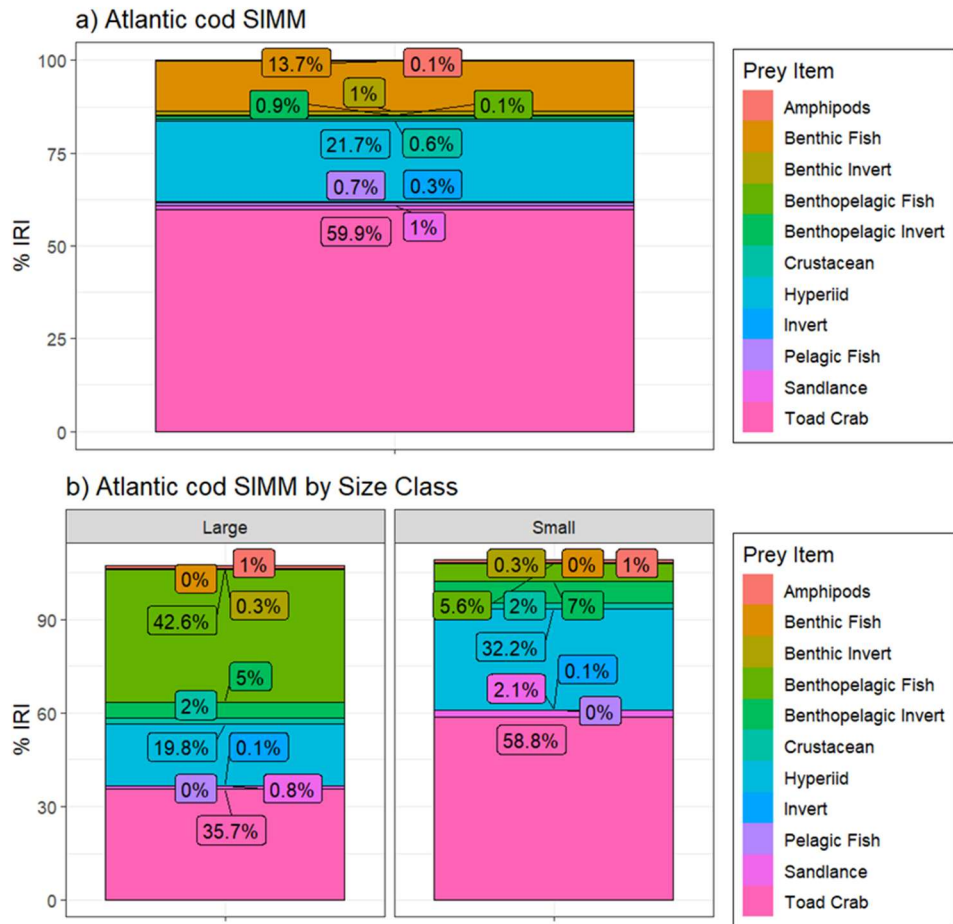 a) Atlantic cod SIMM
100
75
50
25
0
% IRI
13.7% 0.1%
1%
0.9% 0.1%
21.7% 0.6%
0.7% 0.3%
59.9% 1%
Prey Item
Amphipods
Benthic Fish
Benthic Invert
Benthopelagic Fish
Benthopelagic Invert
Crustacean
Hyperiid
Invert
Pelagic Fish
Sandlance
Toad Crab
b) Atlantic cod SIMM by Size Class
Large
Small
90
60
30
0
% IRI
1%
0%
0.3%
42.6%
5%
2%
19.8% 0.1%
0% 0.8%
35.7%
0.3% 0% 1%
5.6% 2% 7%
32.2%
0.1%
2.1%
0%
58.8%
Prey Item
Amphipods
Benthic Fish
Benthic Invert
Benthopelagic Fish
Benthopelagic Invert
Crustacean
Hyperiid
Invert
Pelagic Fish
Sandlance
Toad Crab